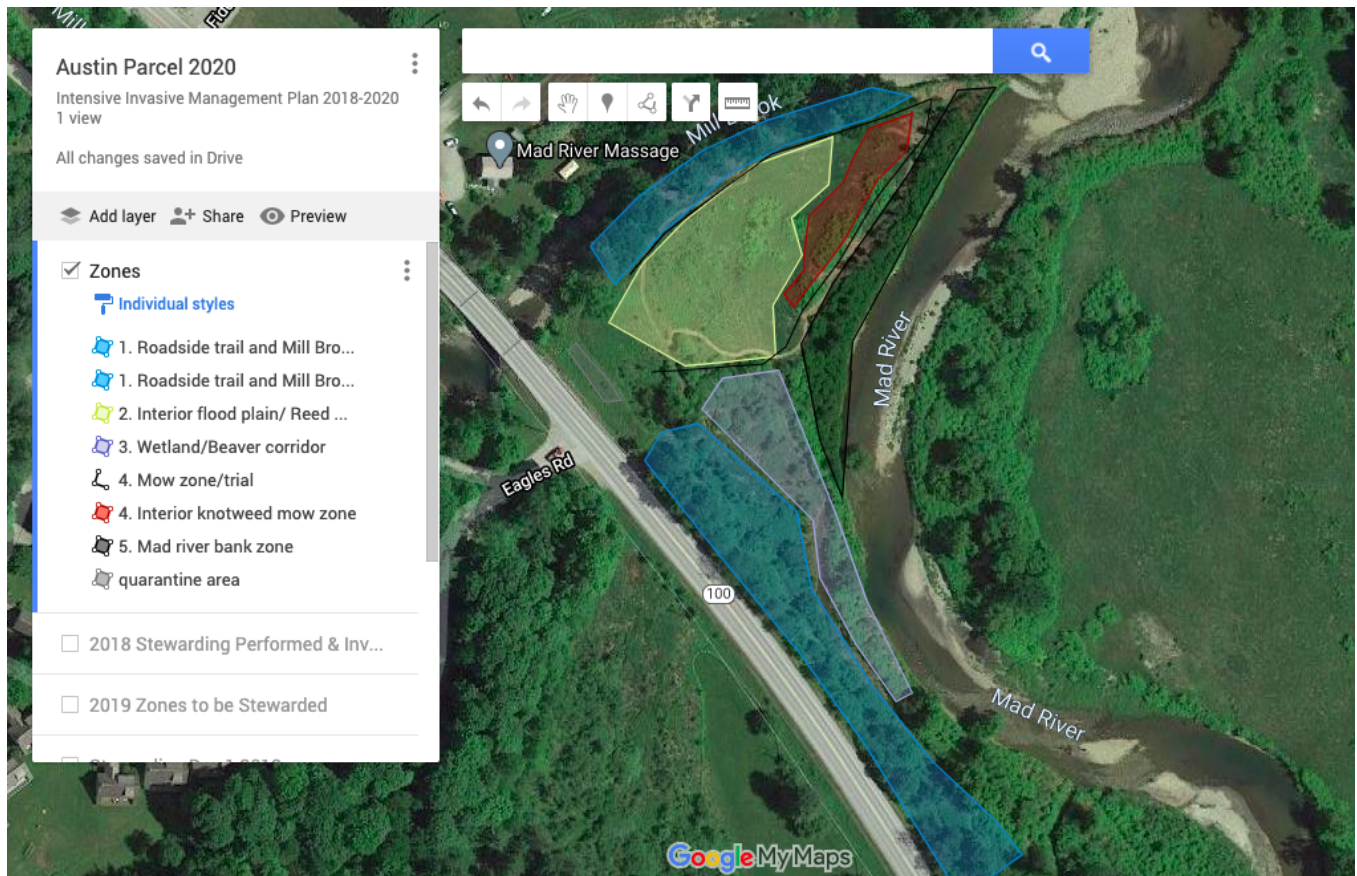 Mill
Austin Parcel 2020
Intensive Invasive Management Plan 2018-2020
1 view
All changes saved in Drive
Add layer
Share
Preview
Zones
Individual styles
1. Roadside trail and Mill Bro...
1. Roadside trail and Mill Bro...
2. Interior flood plain/ Reed ...
3. Wetland/Beaver corridor
4. Mow zone/trial
4. Interior knotweed mow zone
5. Mad river bank zone
quarantine area
2018 Stewarding Performed & Inv...
2019 Zones to be Stewarded
Mill Brook
Mad River Massage
Mad River
Eagles Rd
100
Mad River
Google My Maps